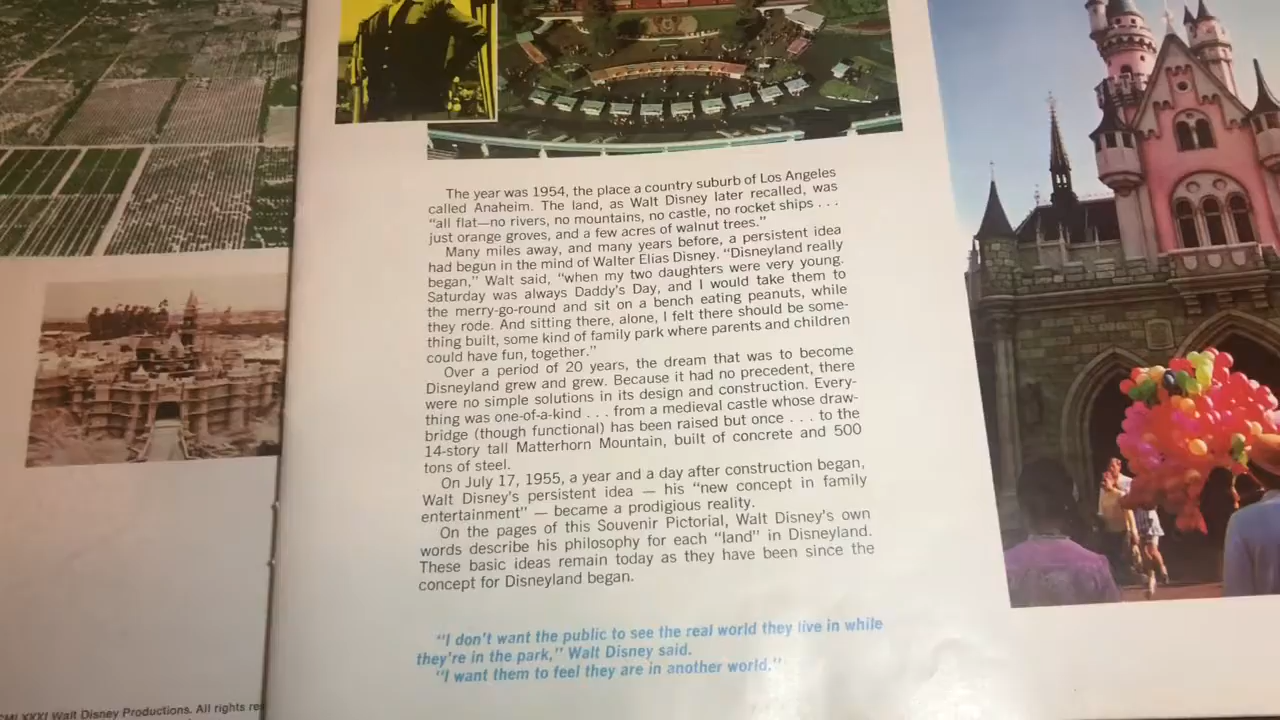 The year was 1954, the place a country suburb of Los Angeles
called Anaheim. The land, as Walt Disney later recalled, was
“all flat—no rivers, no mountains, no castle, no rocket ships . . .
just orange groves, and a few acres of walnut trees.”
Many miles away, and many years before, a persistent idea
had begun in the mind of Walter Elias Disney. “Disneyland really
began,” Walt said, “when my two daughters were very young.
Saturday was always Daddy’s Day, and I would take them to
the merry-go-round and sit on a bench eating peanuts, while
they rode. And sitting there, alone, I felt there should be some-
thing built, some kind of family park where parents and children
could have fun, together.”
Over a period of 20 years, the dream that was to become
Disneyland grew and grew. Because it had no precedent, there
were no simple solutions in its design and construction. Every-
thing was one-of-a-kind . . . from a medieval castle whose draw-
bridge (though functional) has been raised but once . . . to the
14-story tall Matterhorn Mountain, built of concrete and 500
tons of steel.
On July 17, 1955, a year and a day after construction began,
Walt Disney’s persistent idea — his “new concept in family
entertainment” — became a prodigious reality.
On the pages of this Souvenir Pictorial, Walt Disney’s own
words describe his philosophy for each “land” in Disneyland.
These basic ideas remain today as they have been since the
concept for Disneyland began.
“I don’t want the public to see the real world they live in while
they’re in the park,” Walt Disney said.
“I want them to feel they are in another world.”
Walt Disney Productions. All rights